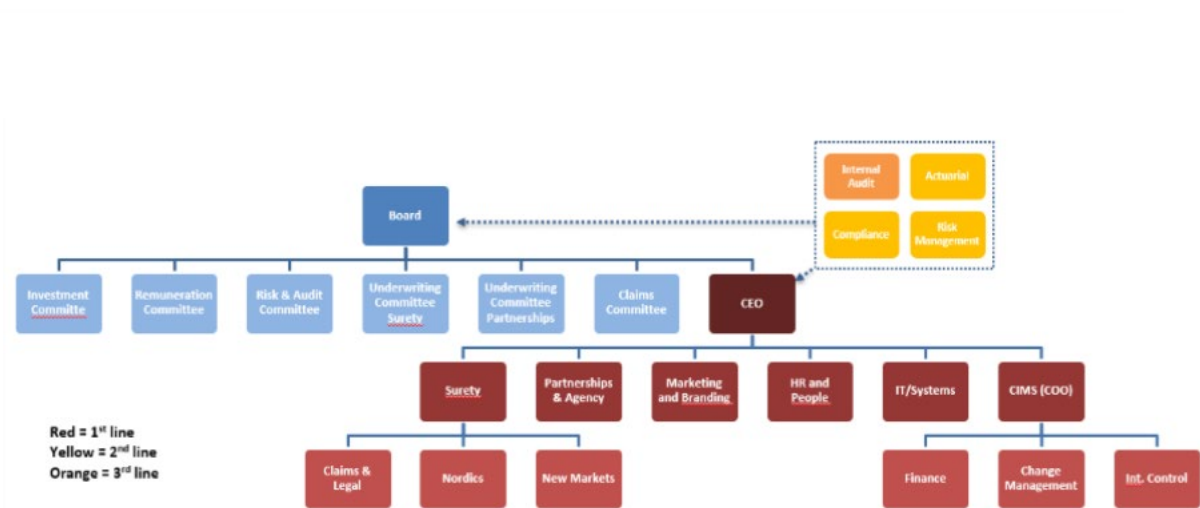 Internal
Audit
Actuarial
Board
Compliance
Risk
Management
Investment
Committe
Remuneration
Committee
Risk & Audit
Committee
Underwriting
Committee
Surety
Underwriting
Committee
Partnerships
Claims
Committee
CEO
Surety
Partnerships
& Agency
Marketing
and Branding
HR and
People
IT/Systems
CIMS (COO)
Red = 1st line
Yellow = 2nd line
Orange = 3rd line
Claims &
Legal
Nordics
New Markets
Finance
Change
Management
Int. Control